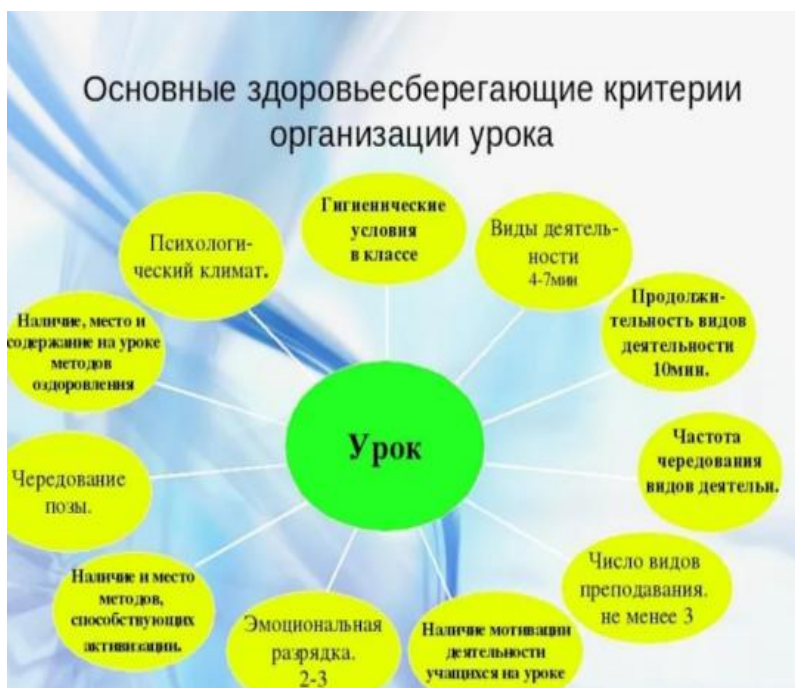 Основные здоровьесберегающие критерии
организации урока
Гигиенические
условия
в классе
Виды деятель-
ности
4-7мин
Продолжи-
тельность видов
деятельности
10мин.
Частота
чередования
видов деятельн.
Число видов
преподавания.
не менее 3
Наличие мотивации
деятельности
учащихся на уроке
Эмоциональная
разрядка.
2-3
Наличие и место
методов,
способствующих
активизации.
Чередование
позы.
Наличие, место и
содержание на уроке
методов
оздоровления
Психологи-
ческий климат.
Урок